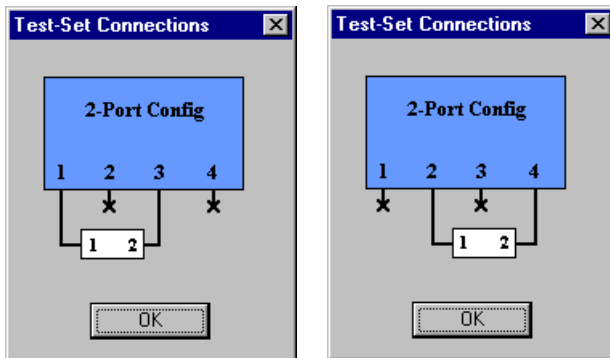 Test-Set Connections
2-Port Config
1 2 3 4
1 2
OK
Test-Set Connections
2-Port Config
1 2 3 4
1 2
OK